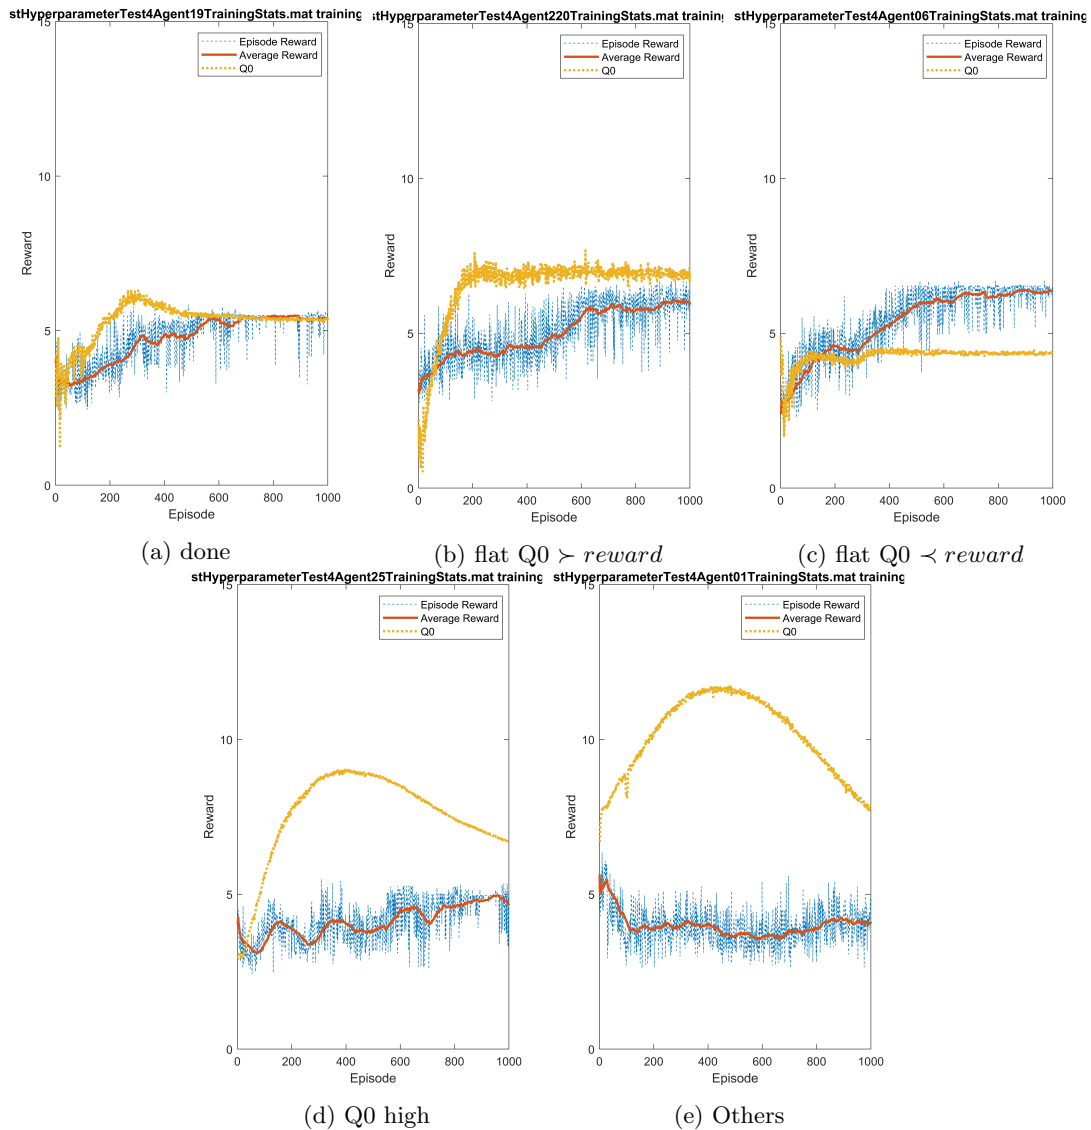 stHyperparameterTest4Agent19TrainingStats.mat training
15
10
5
0
Reward
Episode Reward
Average Reward
Q0
0 200 400 600 800 1000
Episode
(a) done
stHyperparameterTest4Agent220TrainingStats.mat training
15
10
5
0
Reward
Episode Reward
Average Reward
Q0
0 200 400 600 800 1000
Episode
(b) flat Q0 ≻ reward
stHyperparameterTest4Agent06TrainingStats.mat training
15
10
5
0
Reward
Episode Reward
Average Reward
Q0
0 200 400 600 800 1000
Episode
(c) flat Q0 ≺ reward
stHyperparameterTest4Agent25TrainingStats.mat training
15
10
5
0
Reward
Episode Reward
Average Reward
Q0
0 200 400 600 800 1000
Episode
(d) Q0 high
stHyperparameterTest4Agent01TrainingStats.mat training
15
10
5
0
Reward
Episode Reward
Average Reward
Q0
0 200 400 600 800 1000
Episode
(e) Others